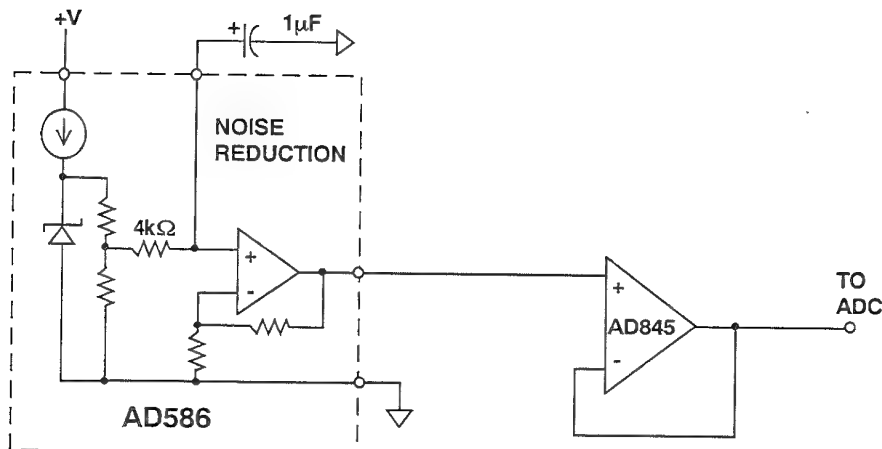 +V
+
1µF
NOISE
REDUCTION
4kΩ
+
-
+
AD845
-
TO
ADC
AD586